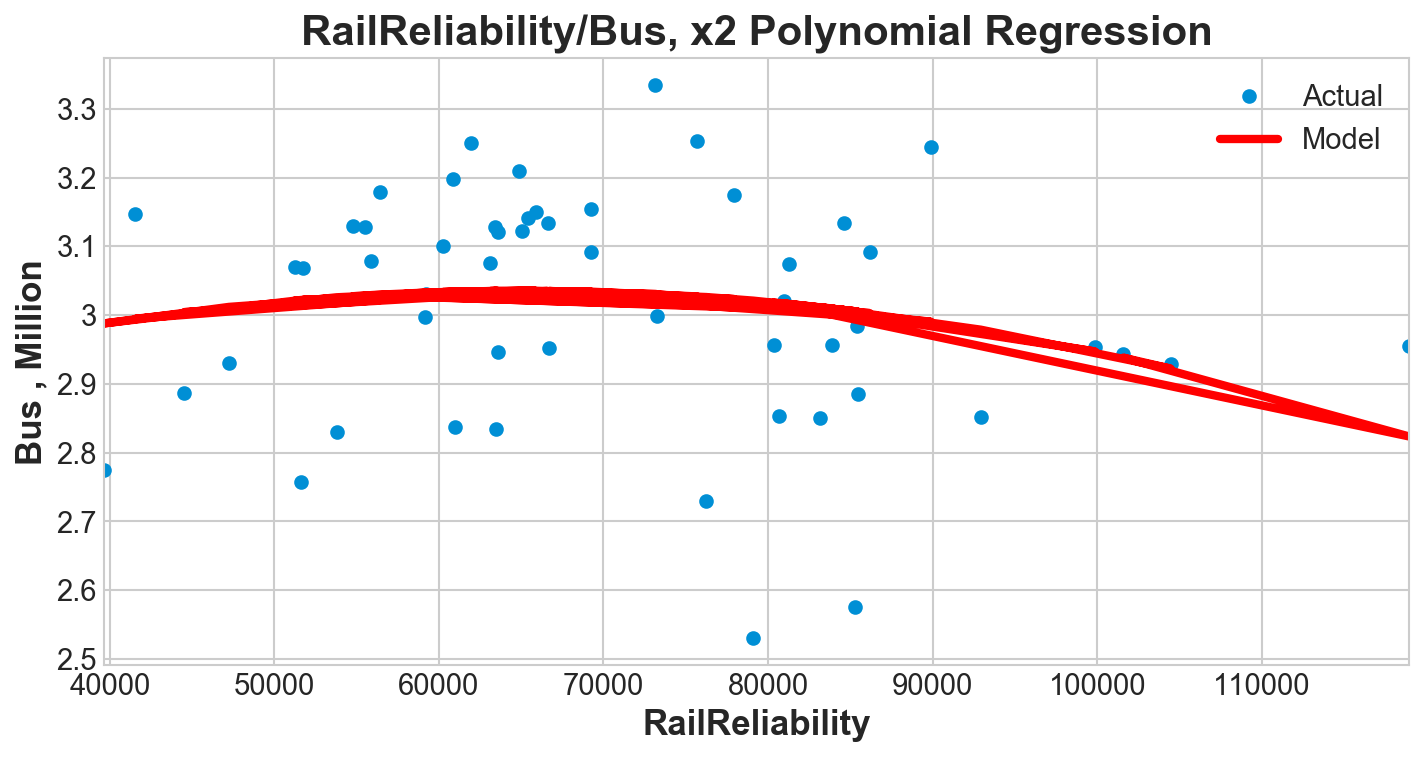 RailReliability/Bus, x2 Polynomial Regression
Actual
Model
3.3
3.2
3.1
3
2.9
2.8
2.7
2.6
2.5
Bus , Million
40000 50000 60000 70000 80000 90000 100000 110000
RailReliability